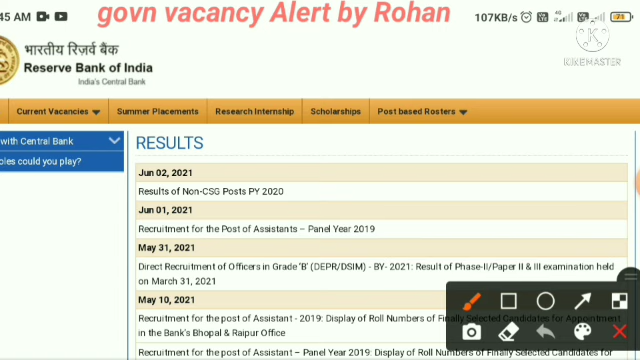 govn vacancy Alert by Rohan
45 AM
107KB/s
71
K
KINEMASTER
भारतीय रिज़र्व बैंक
Reserve Bank of India
India's Central Bank
Current Vacancies
Summer Placements
Research Internship
Scholarships
Post based Rosters
with Central Bank
oles could you play?
RESULTS
Jun 02, 2021
Results of Non-CSG Posts PY 2020
Jun 01, 2021
Recruitment for the Post of Assistants – Panel Year 2019
May 31, 2021
Direct Recruitment of Officers in Grade 'B' (DEPR/DSIM) - BY- 2021: Result of Phase-II/Paper II & III examination held
on March 31, 2021
May 10, 2021
Recruitment for the post of Assistant - 2019: Display of Roll Numbers of Finally Selected Candidates for Appointment
in the Bank's Bhopal & Raipur Office
Recruitment for the post of Assistant – Panel Year 2019: Display of Roll Numbers of Finally Selected Candidates for